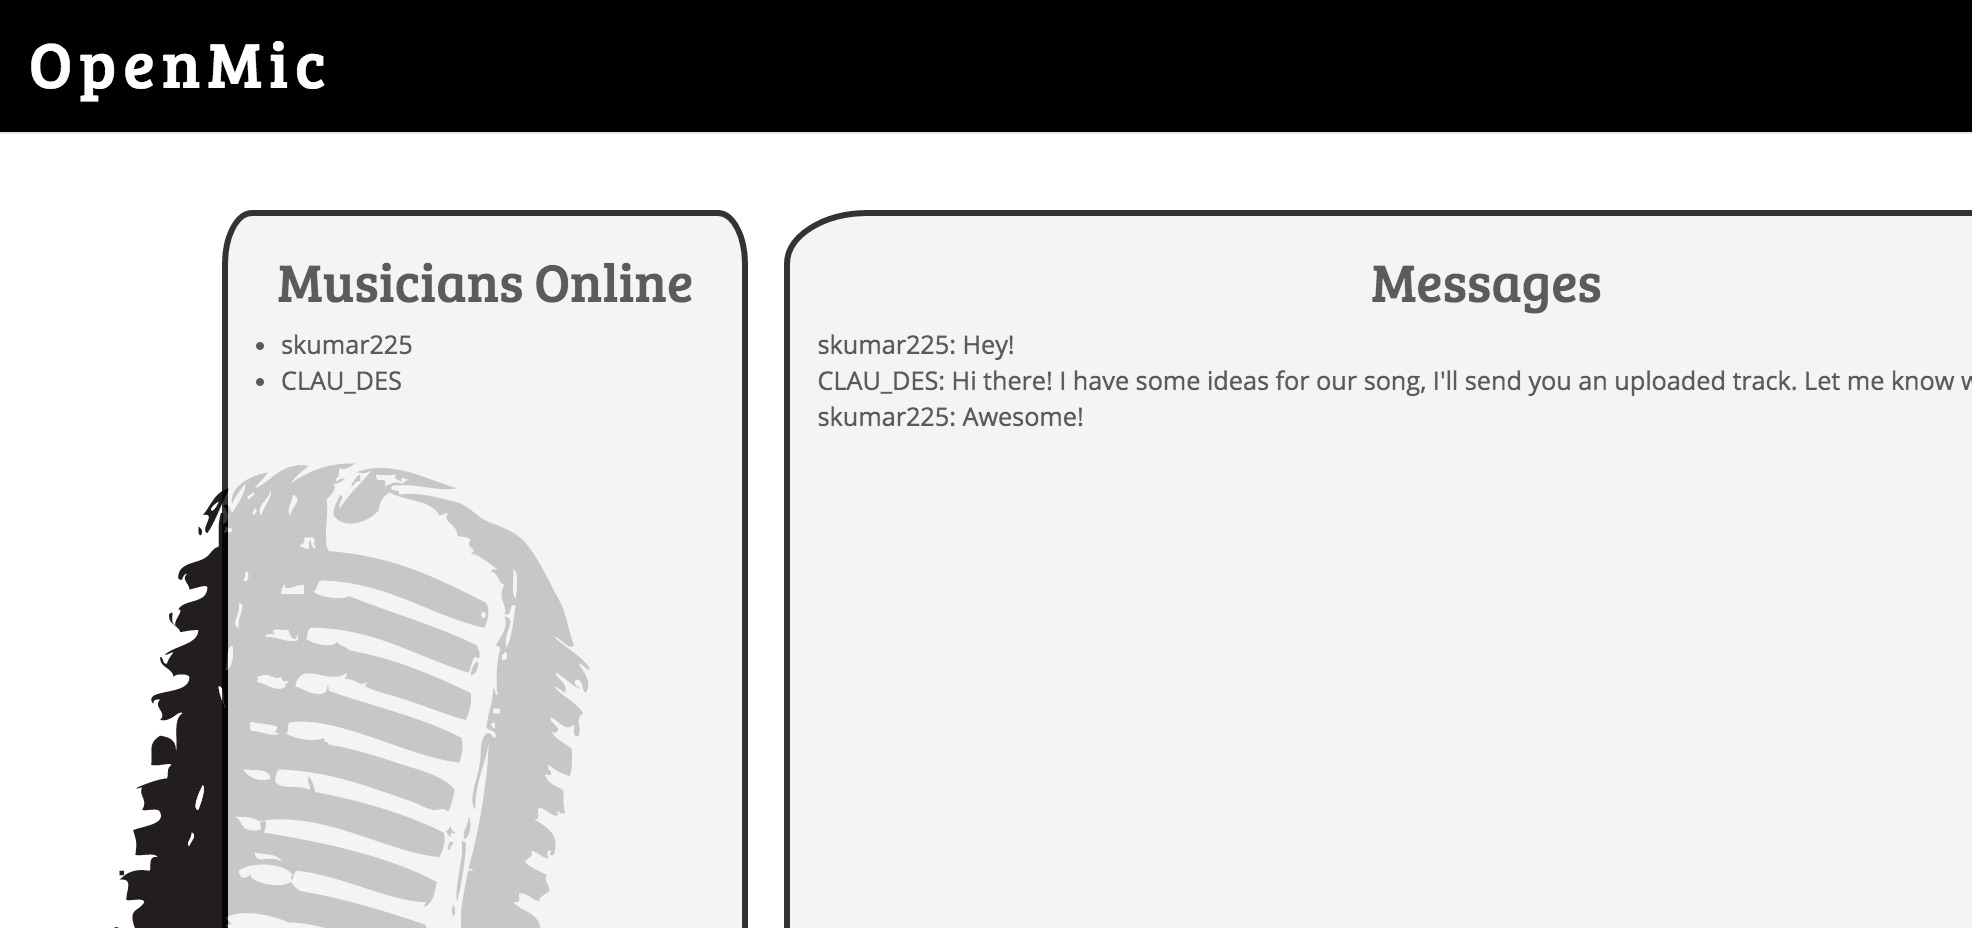 OpenMic
Musicians Online
skumar225
CLAU_DES
Messages
skumar225: Hey!
CLAU_DES: Hi there! I have some ideas for our song, I'll send you an uploaded track. Let me know
skumar225: Awesome!